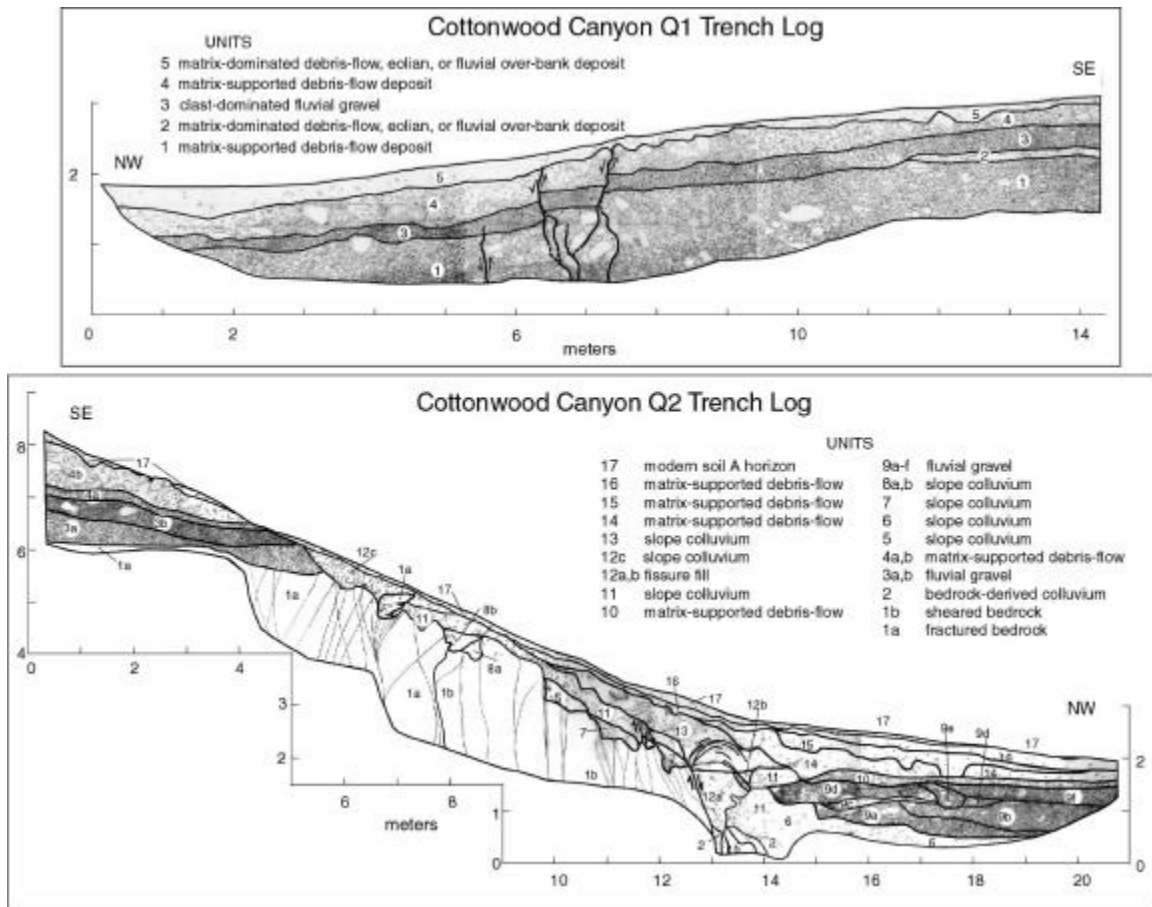 Cottonwood Canyon Q1 Trench Log
UNITS
5 matrix-dominated debris-flow, eolian, or fluvial over-bank deposit
4 matrix-supported debris-flow deposit
3 clast-dominated fluvial gravel
2 matrix-dominated debris-flow, eolian, or fluvial over-bank deposit
1 matrix-supported debris-flow deposit
SE
NW
2
5
4
3
1
5
4
3
2
1
0 2 6 10 14
meters
Cottonwood Canyon Q2 Trench Log
SE
UNITS
17 modern soil A horizon
16 matrix-supported debris-flow
15 matrix-supported debris-flow
14 matrix-supported debris-flow
13 slope colluvium
12c slope colluvium
12a,b fissure fill
11 slope colluvium
10 matrix-supported debris-flow
9a-f fluvial gravel
8a,b slope colluvium
7 slope colluvium
6 slope colluvium
5 slope colluvium
4a,b matrix-supported debris-flow
3a,b fluvial gravel
2 bedrock-derived colluvium
1b sheared bedrock
1a fractured bedrock
8
6
4
17
4b
3b
3a
1a
12c
1a
17
8b
1a
11
8a
1a
1b
0 2 4
3
2
6 8
meters
1
0
11
7
1b
16
17
12b
13
12a
11
11
2
2
6
15
14
10
9d
9a
17
9e
9d
16
14
17
9f
9b
6
NW
2
1
0
10 12 14 16 18 20